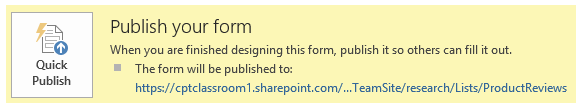 Quick
Publish
Publish your form
When you are finished designing this form, publish it so others can fill it out.
The form will be published to:
https://cptclassroom1.sharepoint.com/...TeamSite/research/Lists/ProductReviews